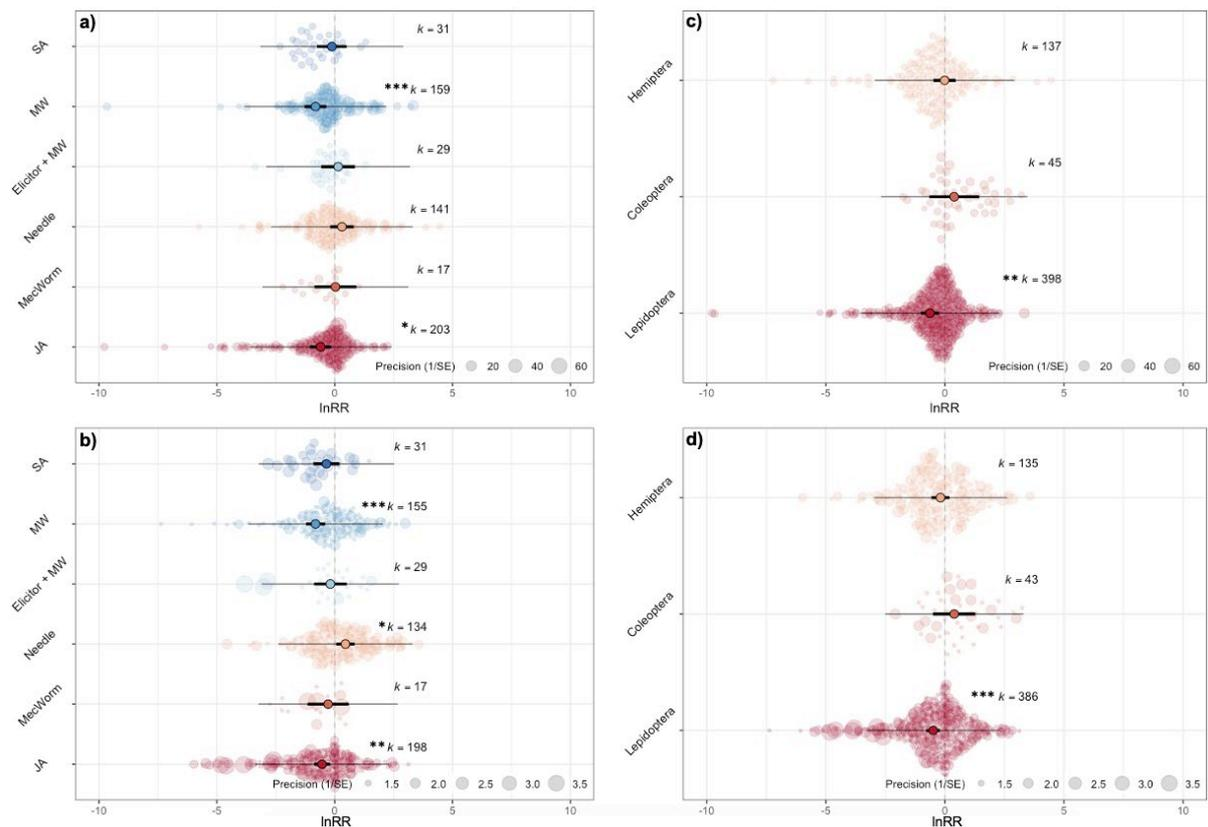 a)
SA
k = 31
MW
***k = 159
Elicitor + MW
k = 29
Needle
k = 141
MecWorm
k = 17
JA
*k = 203
Precision (1/SE) 20 40 60
-10 -5 0 5 10
lnRR
c)
Hemiptera
k = 137
Coleoptera
k = 45
Lepidoptera
** k = 398
Precision (1/SE) 20 40 60
-10 -5 0 5 10
lnRR
b)
SA
k = 31
MW
***k = 155
Elicitor + MW
k = 29
Needle
*k = 134
MecWorm
k = 17
JA
**k = 198
Precision (1/SE) 1.5 2.0 2.5 3.0 3.5
-10 -5 0 5 10
lnRR
d)
Hemiptera
k = 135
Coleoptera
k = 43
Lepidoptera
*** k = 386
Precision (1/SE) 1.5 2.0 2.5 3.0 3.5
-10 -5 0 5 10
lnRR